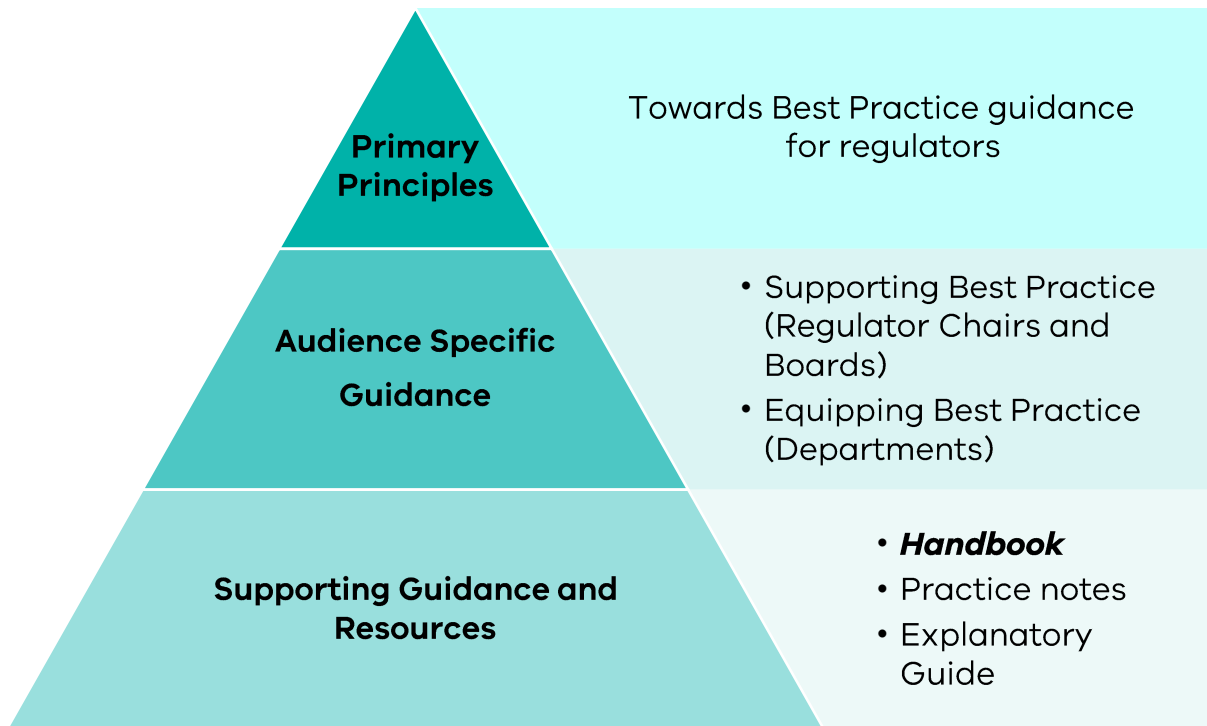 Primary
Principles
Towards Best Practice guidance
for regulators
Audience Specific
Guidance
• Supporting Best Practice
(Regulator Chairs and
Boards)
• Equipping Best Practice
(Departments)
Supporting Guidance and
Resources
• Handbook
• Practice notes
• Explanatory
Guide